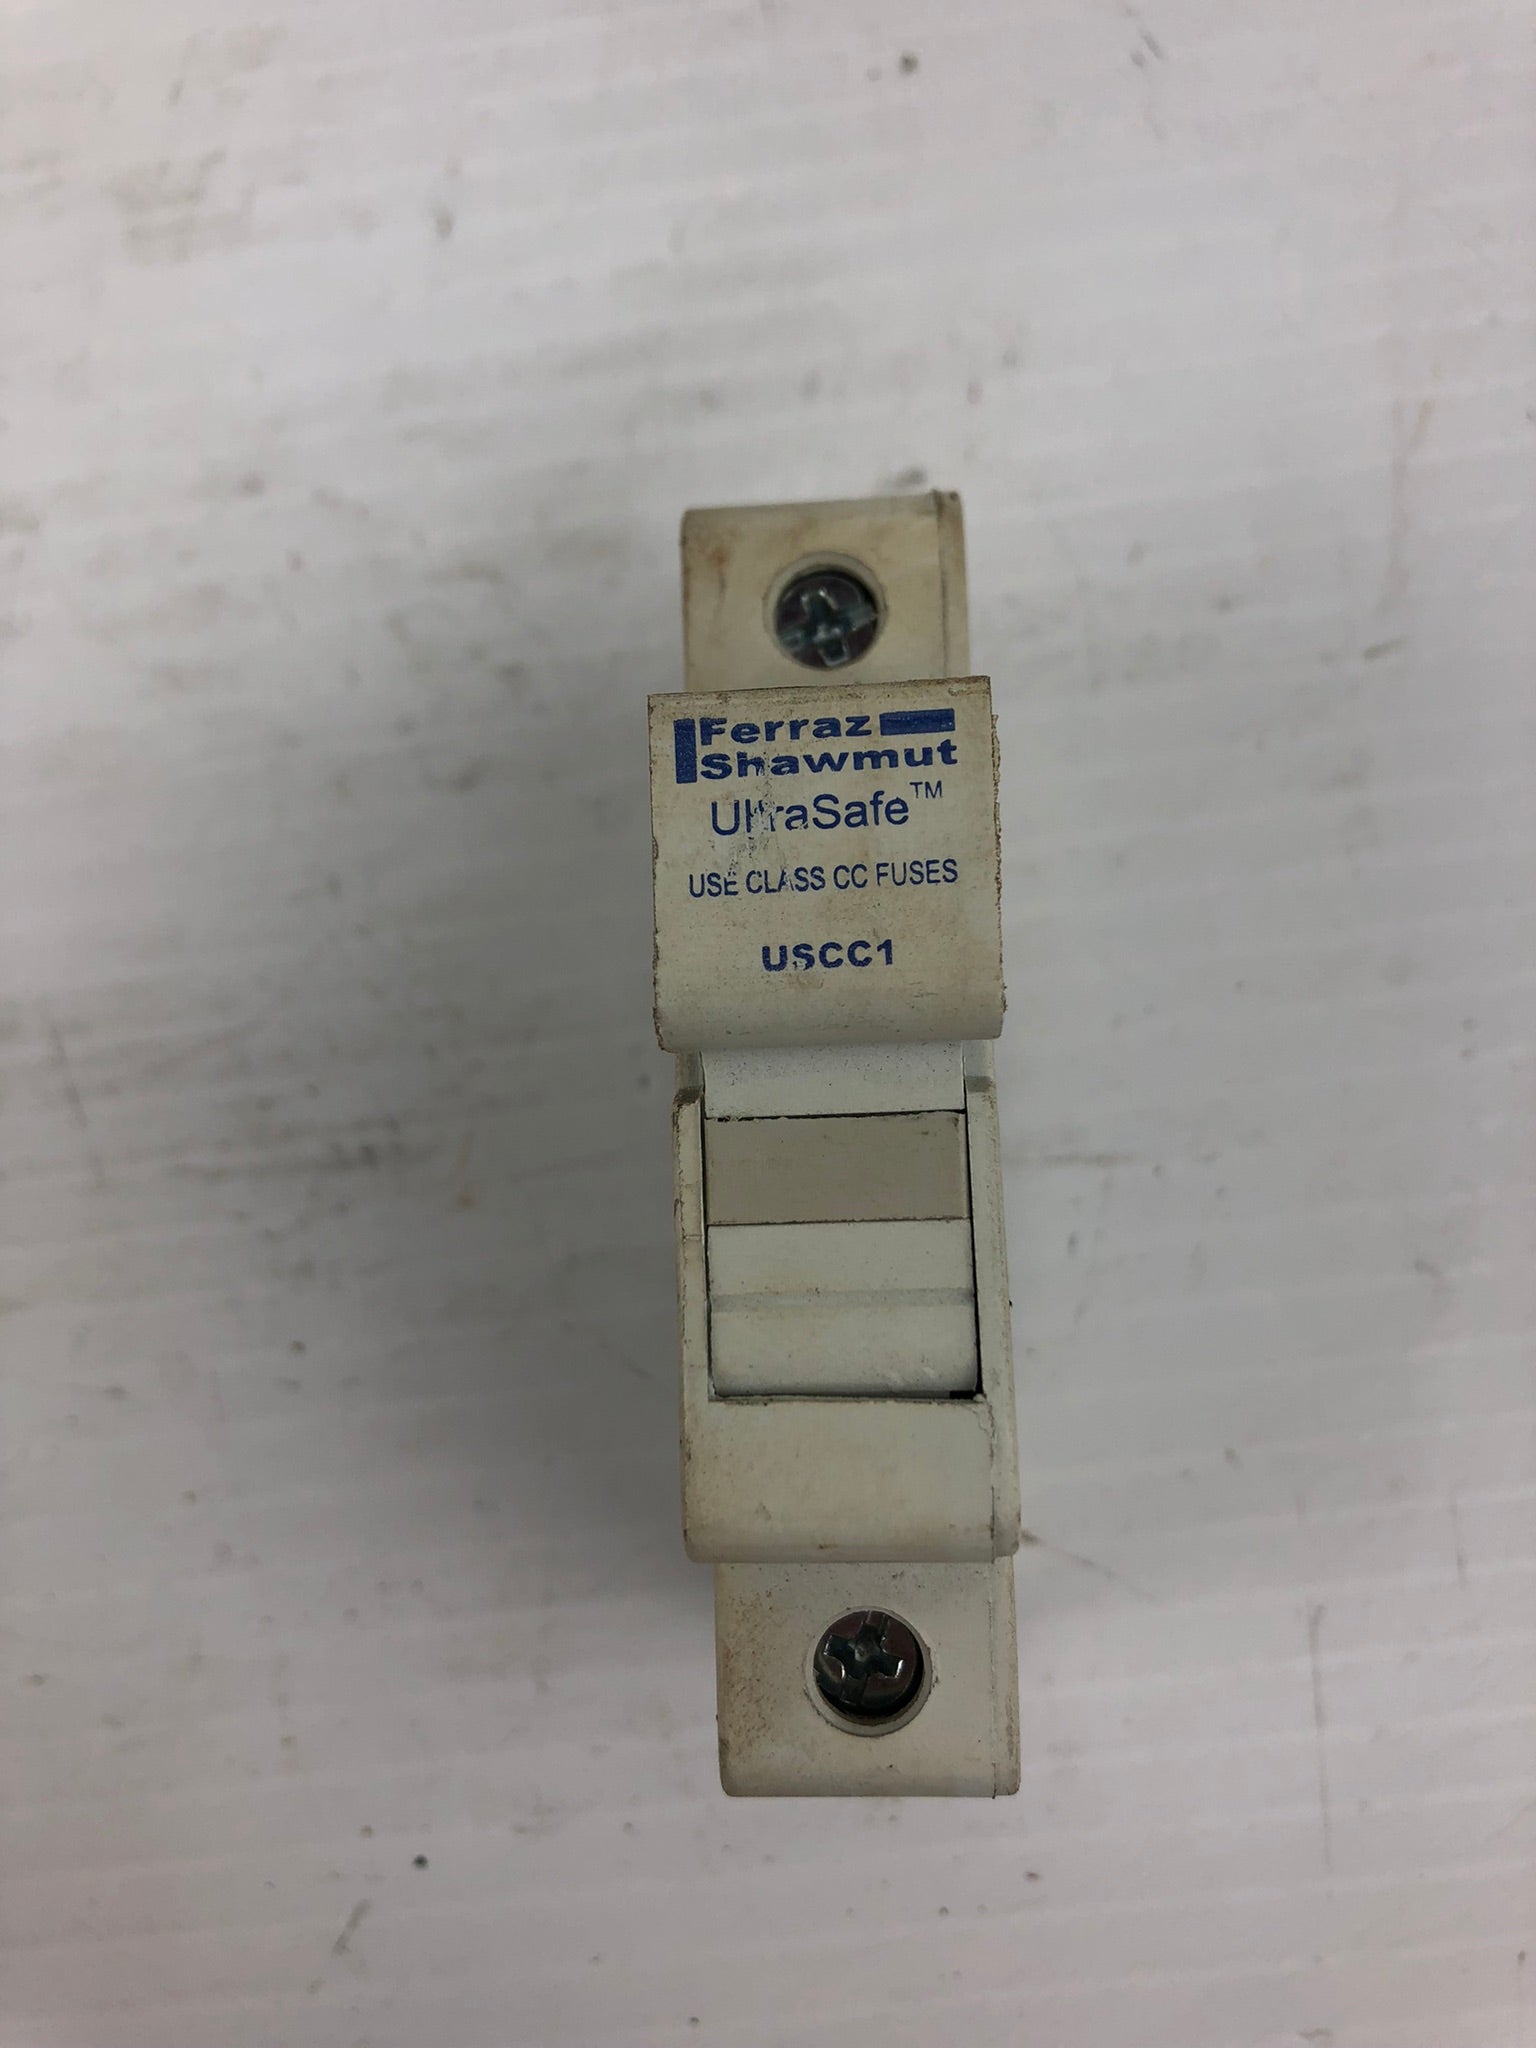 Ferraz
Shawmut
UltraSafe™
USE CLASS CC FUSES
USCC1